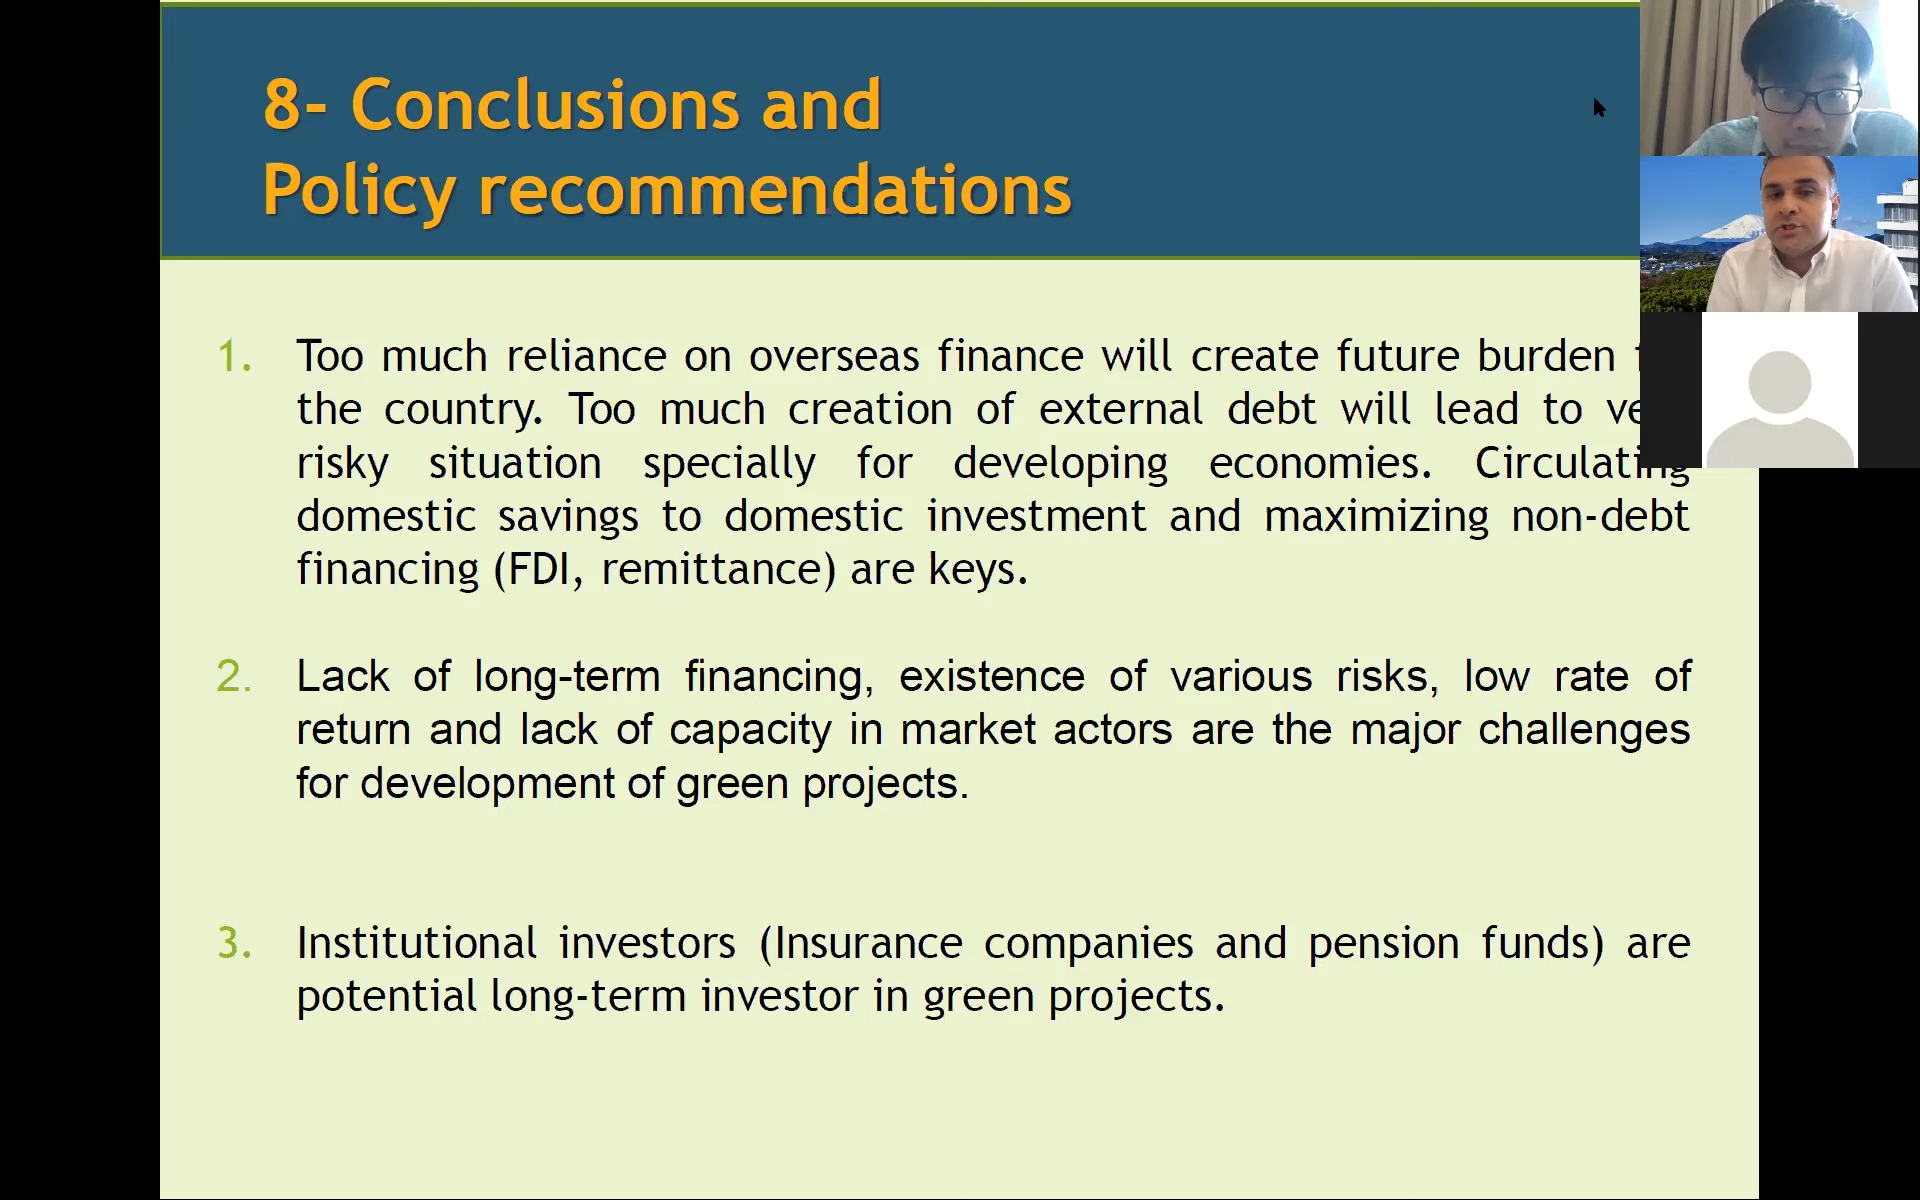 8- Conclusions and
Policy recommendations
1. Too much reliance on overseas finance will create future burden
the country. Too much creation of external debt will lead to
risky situation specially for developing economies. Circulating
domestic savings to domestic investment and maximizing non-debt
financing (FDI, remittance) are keys.
2. Lack of long-term financing, existence of various risks, low rate of
return and lack of capacity in market actors are the major challenges
for development of green projects.
3. Institutional investors (Insurance companies and pension funds) are
potential long-term investor in green projects.